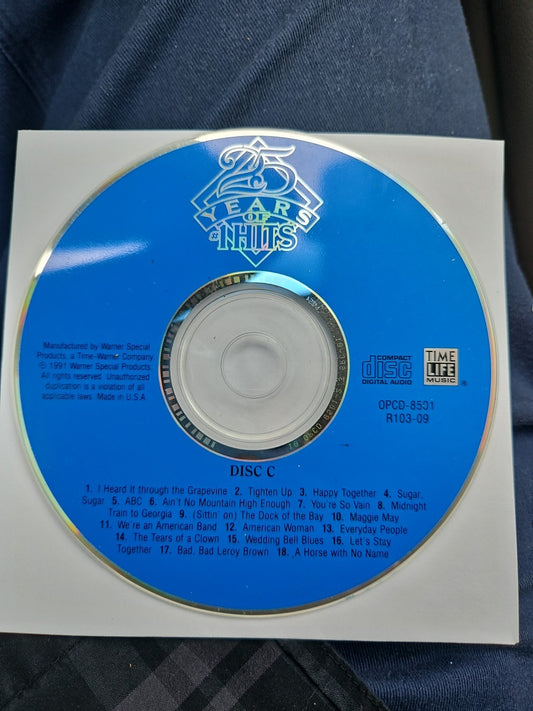 25
YEARS
OF
#1 HITS
Manufactured by Warner Special
Products, a Time-Warner Company
℗ 1991 Warner Special Products.
All rights reserved. Unauthorized
duplication is a violation of all
applicable laws. Made in U.S.A.
COMPACT
disc
DIGITAL AUDIO
TIME
LIFE
MUSIC ®
OPCD-8501
R103-09
DISC C
1. I Heard It through the Grapevine 2. Tighten Up 3. Happy Together 4. Sugar,
Sugar 5. ABC 6. Ain't No Mountain High Enough 7. You're So Vain 8. Midnight
Train to Georgia 9. (Sittin' on) The Dock of the Bay 10. Maggie May
11. We're an American Band 12. American Woman 13. Everyday People
14. The Tears of a Clown 15. Wedding Bell Blues 16. Let's Stay
Together 17. Bad, Bad Leroy Brown 18. A Horse with No Name